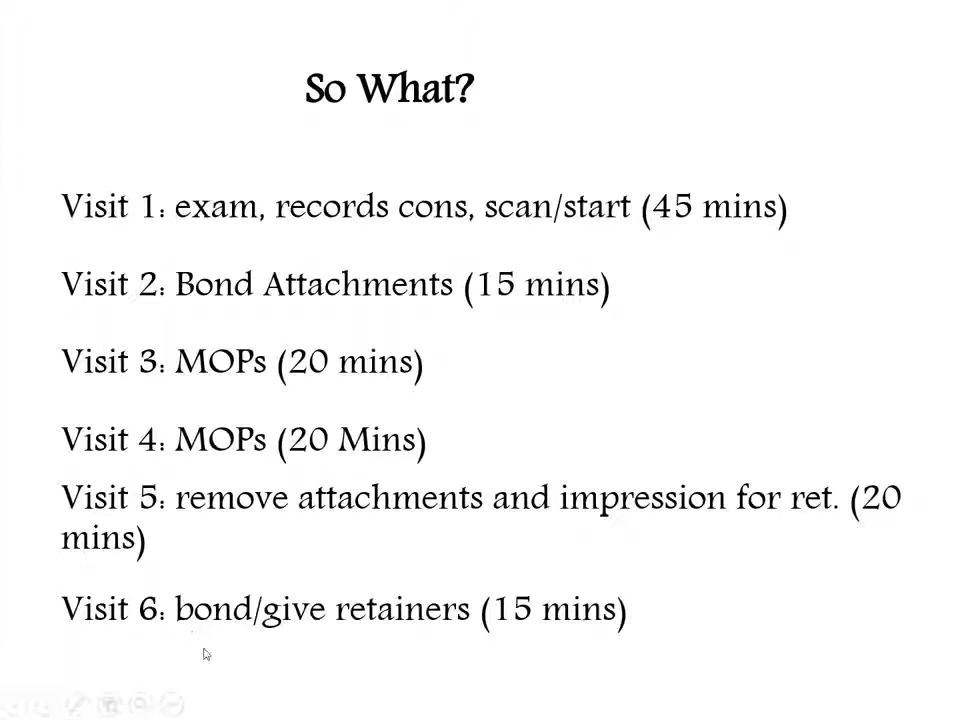 So What?
Visit 1: exam, records cons, scan/start (45 mins)
Visit 2: Bond Attachments (15 mins)
Visit 3: MOPs (20 mins)
Visit 4: MOPs (20 Mins)
Visit 5: remove attachments and impression for ret. (20
mins)
Visit 6: bond/give retainers (15 mins)